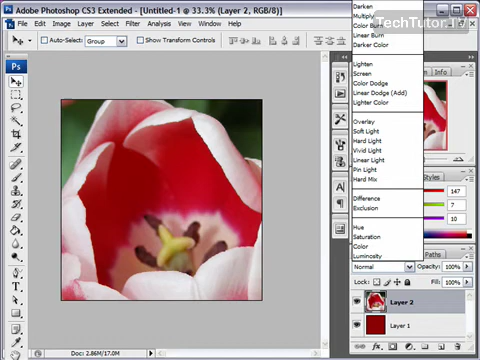 Adobe Photoshop CS3 Extended - [Untitled-1 @ 33.3% (Layer 2, RGB/8)]
TechTutor.
File Edit Image Layer Select Filter Analysis View Window
Auto-Select: Group Show Transform Controls
Ps
Darken
Multiply
Color Burn
Linear Burn
Darker Color
Lighten
Screen
Color Dodge
Linear Dodge (Add)
Lighter Color
Overlay
Soft Light
Hard Light
Vivid Light
Linear Light
Pin Light
Hard Mix
Difference
Exclusion
Hue
Saturation
Color
Luminosity
Info
Styles
147
7
10
Paths
Normal Opacity: 100%
Lock: Fill: 100%
Layer 2
Layer 1
33.3% Doc: 2.86M/17.0M